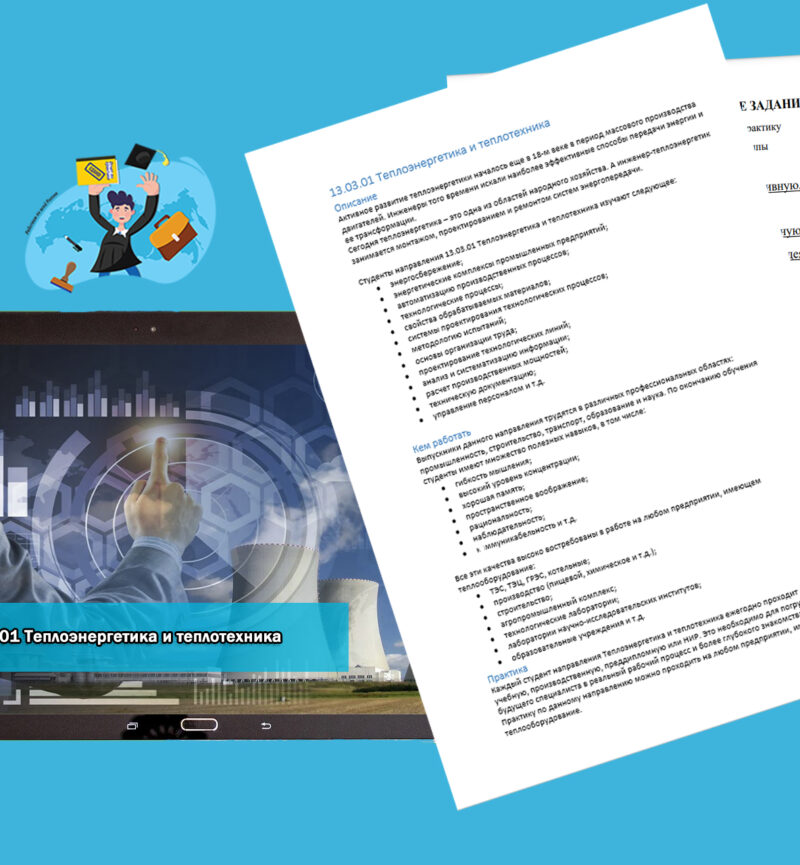 Работаем по всей России
01 Теплоэнергетика и теплотехника
13.03.01 Теплоэнергетика и теплотехника
Описание
Активное развитие теплоэнергетики началось еще в 18-м веке в период массового производства
двигателей. Инженеры того времени искали наиболее эффективные способы передачи энергии и
ее трансформации.
Сегодня теплоэнергетика – это одна из областей народного хозяйства. А инженер-теплоэнергетик
занимается монтажом, проектированием и ремонтом систем энергопередачи.
Студенты направления 13.03.01 Теплоэнергетика и теплотехника изучают следующее:
• энергосбережение;
• энергетические комплексы промышленных предприятий;
• автоматизацию производственных процессов;
• технологические процессы;
• свойства обрабатываемых материалов;
• системы проектирования технологических процессов;
• методологию испытаний;
• основы организации труда;
• проектирование технологических линий;
• анализ и систематизацию информации;
• расчет производственных мощностей;
• техническую документацию;
• управление персоналом и т.д.
Кем работать
Выпускники данного направления трудятся в различных профессиональных областях:
промышленность, строительство, транспорт, образование и наука. По окончанию обучения
студенты имеют множество полезных навыков, в том числе:
• гибкость мышления;
• высокий уровень концентрации;
• хорошая память;
• пространственное воображение;
• рациональность;
• наблюдательность;
• к ммуникабельность и т.д.
Все эти качества высоко востребованы в работе на любом предприятии, имеющем
теплооборудование:
• ТЭС, ТЭЦ, ГРЭС, котельные;
• производство (пищевой, химическое и т.д.);
• строительство;
• агропромышленный комплекс;
• технологические лаборатории;
• лаборатории научно-исследовательских институтов;
• образовательные учреждения и т.д.
Практика
Каждый студент направления Теплоэнергетика и теплотехника ежегодно проходит
учебную, производственную, преддипломную или НИР. Это необходимо для погру
будущего специалиста в реальный рабочий процесс и более глубокого знакомств
Практику по данному направлению можно проходить на любом предприятии, им
теплооборудование.
Е ЗАДАНИ
рактику
ппы
ивную,
чную